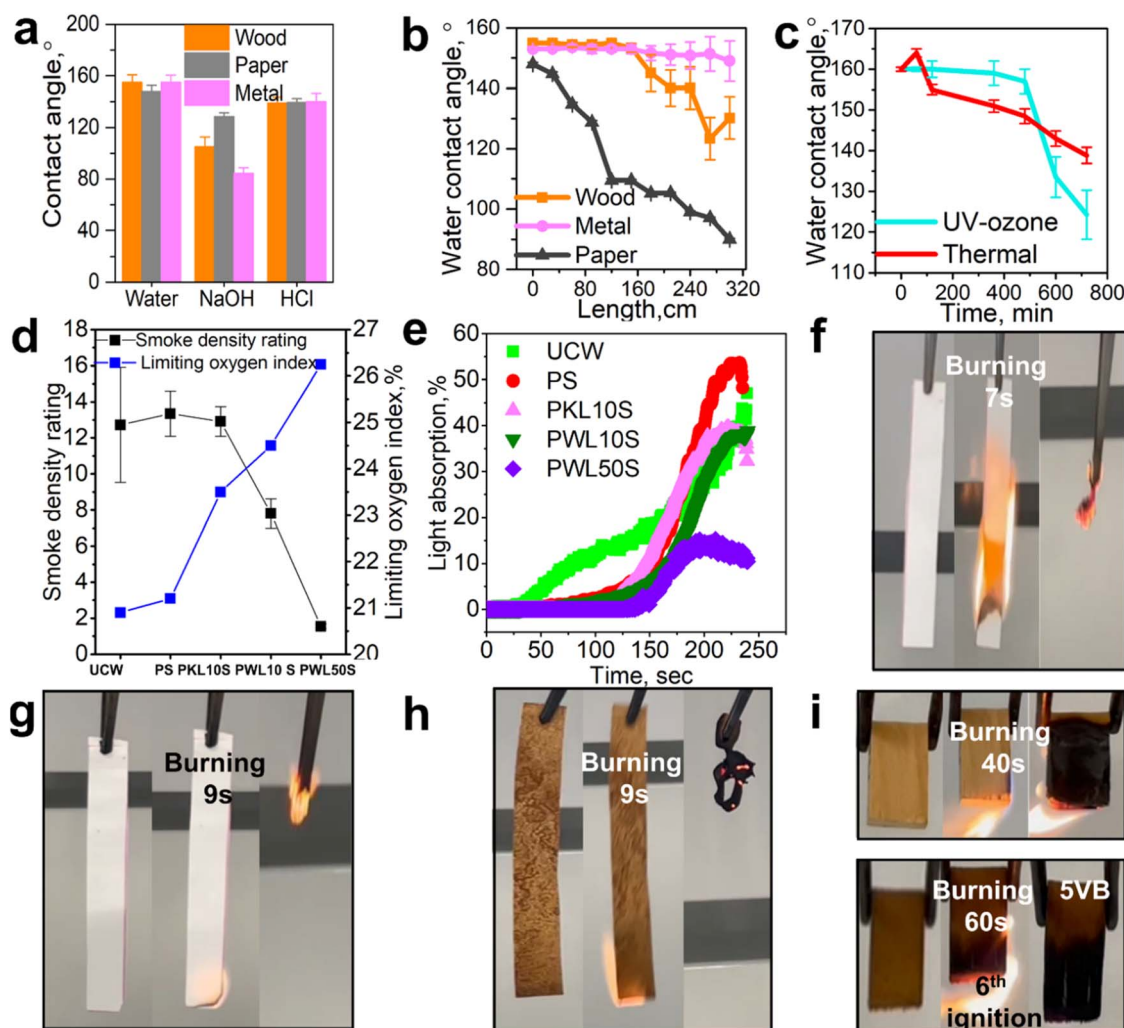 a
Contact angle,°
200
160
120
80
40
0
Wood
Paper
Metal
Water NaOH HCl
b
Water contact angle,°
160
140
120
100
80
Wood
Metal
Paper
0 80 160 240 320
Length,cm
c
Water contact angle,°
170
160
150
140
130
120
110
UV-ozone
Thermal
0 200 400 600 800
Time, min
d
Smoke density rating
18
16
14
12
10
8
6
4
2
0
Smoke density rating
Limiting oxygen index
27
26
25
24
23
22
21
20
Limiting oxygen index,%
UCW PS PKL10S PWL10 S PWL50S
e
Light absorption,%
60
50
40
30
20
10
0
UCW
PS
PKL10S
PWL10S
PWL50S
0 50 100 150 200 250
Time, sec
f
Burning
7s
g
Burning
9s
h
Burning
9s
i
Burning
40s
Burning
60s
5VB
6th
ignition